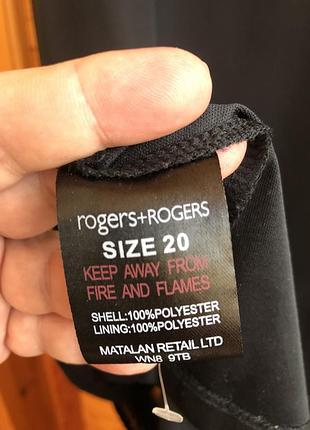 rogers+ROGERS
SIZE 20
KEEP AWAY FROM
FIRE AND FLAMES
SHELL:100%POLYESTER
LINING:100%POLYESTER
MATALAN RETAIL LTD
WN8 9TB